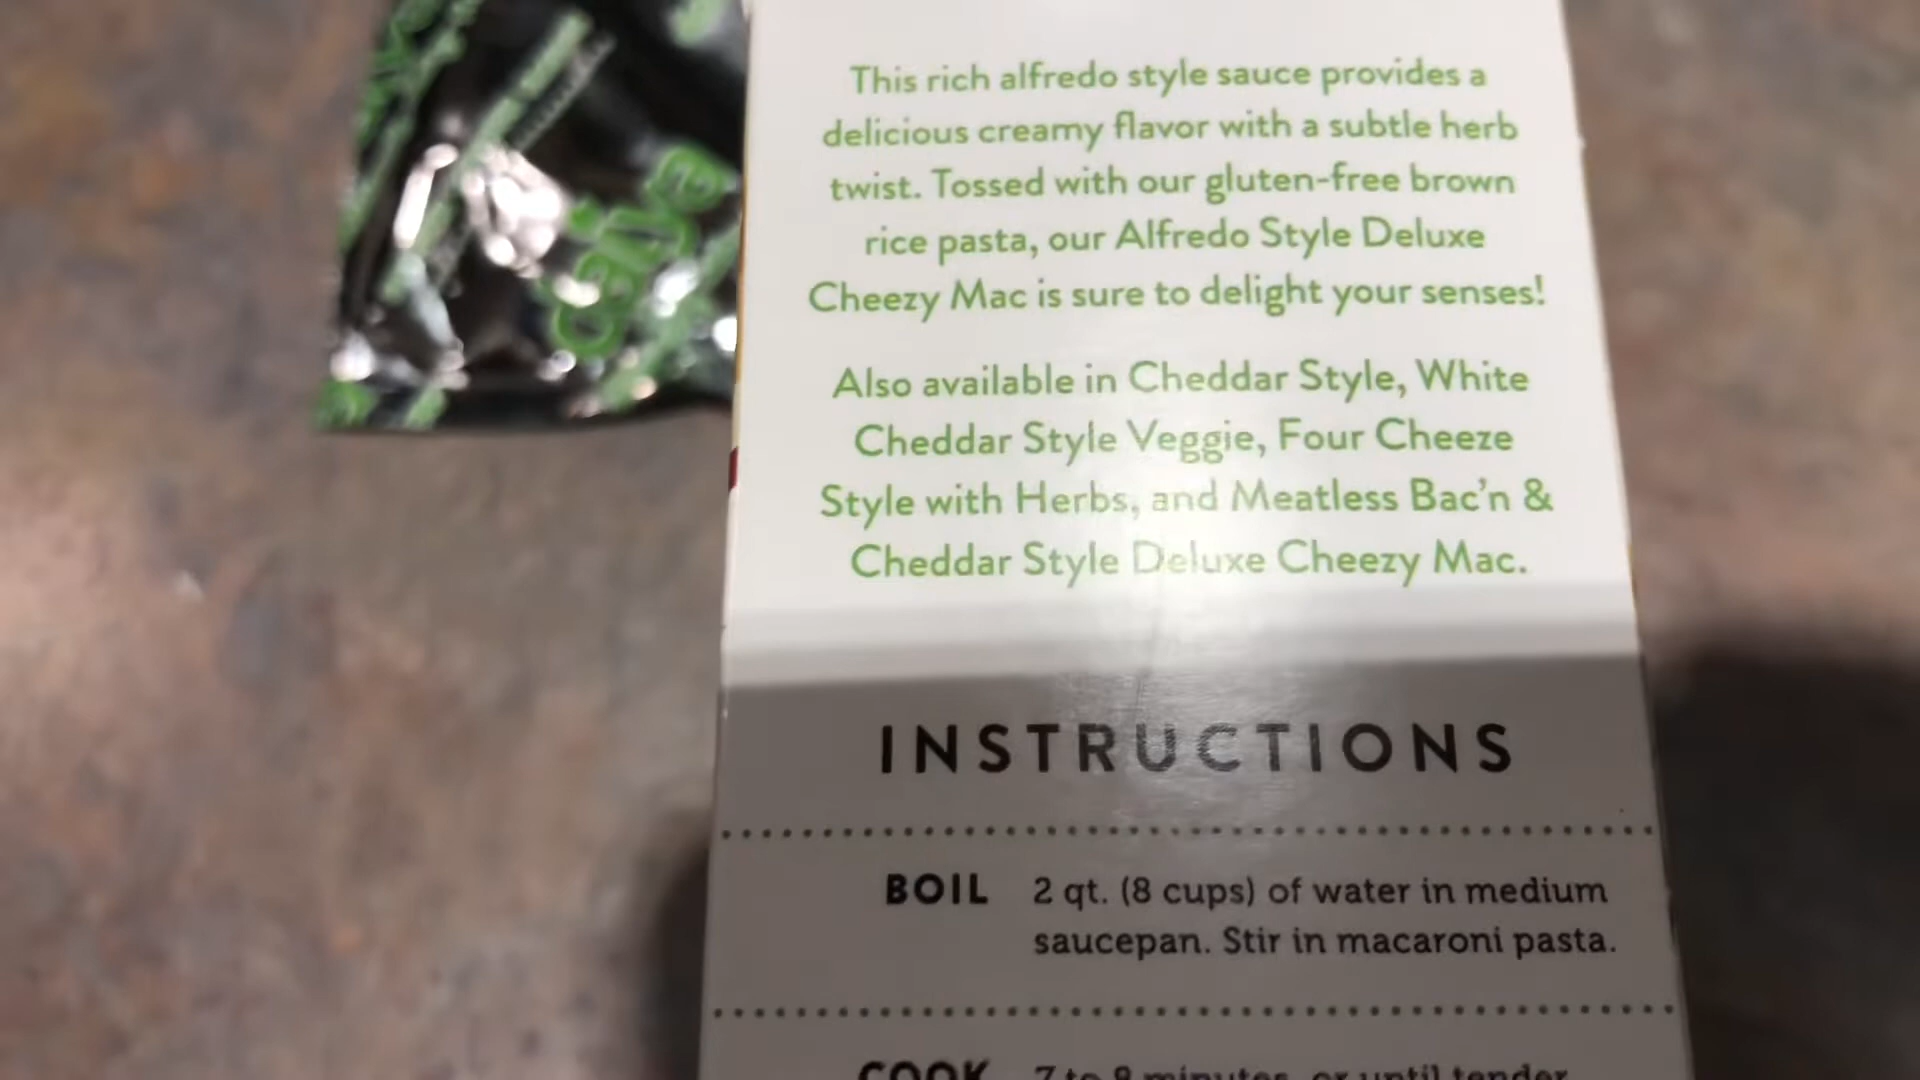 This rich alfredo style sauce provides a
delicious creamy flavor with a subtle herb
twist. Tossed with our gluten-free brown
rice pasta, our Alfredo Style Deluxe
Cheezy Mac is sure to delight your senses!
Also available in Cheddar Style, White
Cheddar Style Veggie, Four Cheeze
Style with Herbs, and Meatless Bac'n &
Cheddar Style Deluxe Cheezy Mac.
INSTRUCTIONS
BOIL 2 qt. (8 cups) of water in medium
saucepan. Stir in macaroni pasta.
COOK 7 to 8 minutes, or until tender
daiya